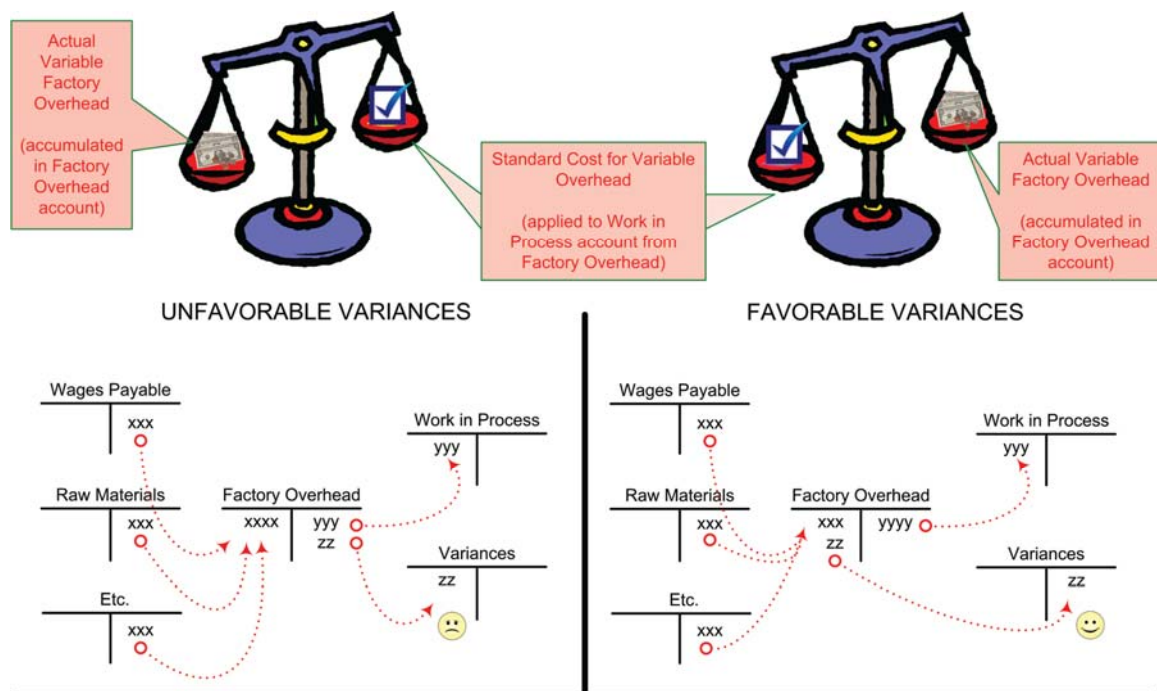 Actual
Variable
Factory
Overhead
(accumulated
in Factory
Overhead
account)
Standard Cost for Variable
Overhead
(applied to Work in
Process account from
Factory Overhead)
Actual Variable
Factory Overhead
(accumulated in
Factory Overhead
account)
UNFAVORABLE VARIANCES
Wages Payable
xxx
Raw Materials
xxx
Etc.
xxx
Factory Overhead
xxxx yyy
zz
Work in Process
yyy
Variances
zz
FAVORABLE VARIANCES
Wages Payable
xxx
Raw Materials
xxx
Etc.
xxx
Factory Overhead
xxx yyyy
zz
Work in Process
yyy
Variances
zz